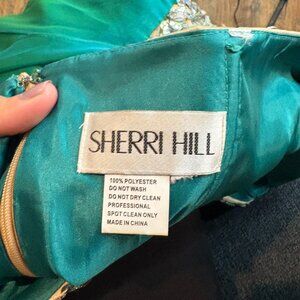 SHERRI HILL
100% POLYESTER
DO NOT WASH
DO NOT DRY CLEAN
PROFESSIONAL
SPOT CLEAN ONLY
MADE IN CHINA